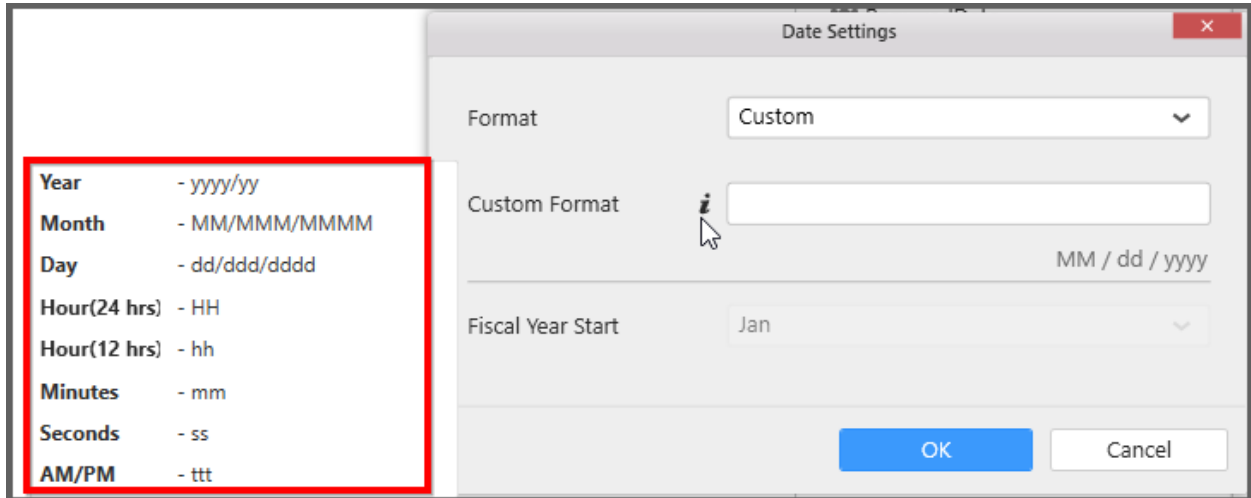 Date Settings
Format
Custom
Year - yyyy/yy
Month - MM/MMM/MMMM
Day - dd/ddd/dddd
Hour(24 hrs) - HH
Hour(12 hrs) - hh
Minutes - mm
Seconds - ss
AM/PM - ttt
Custom Format i
MM / dd / yyyy
Fiscal Year Start
Jan
OK
Cancel